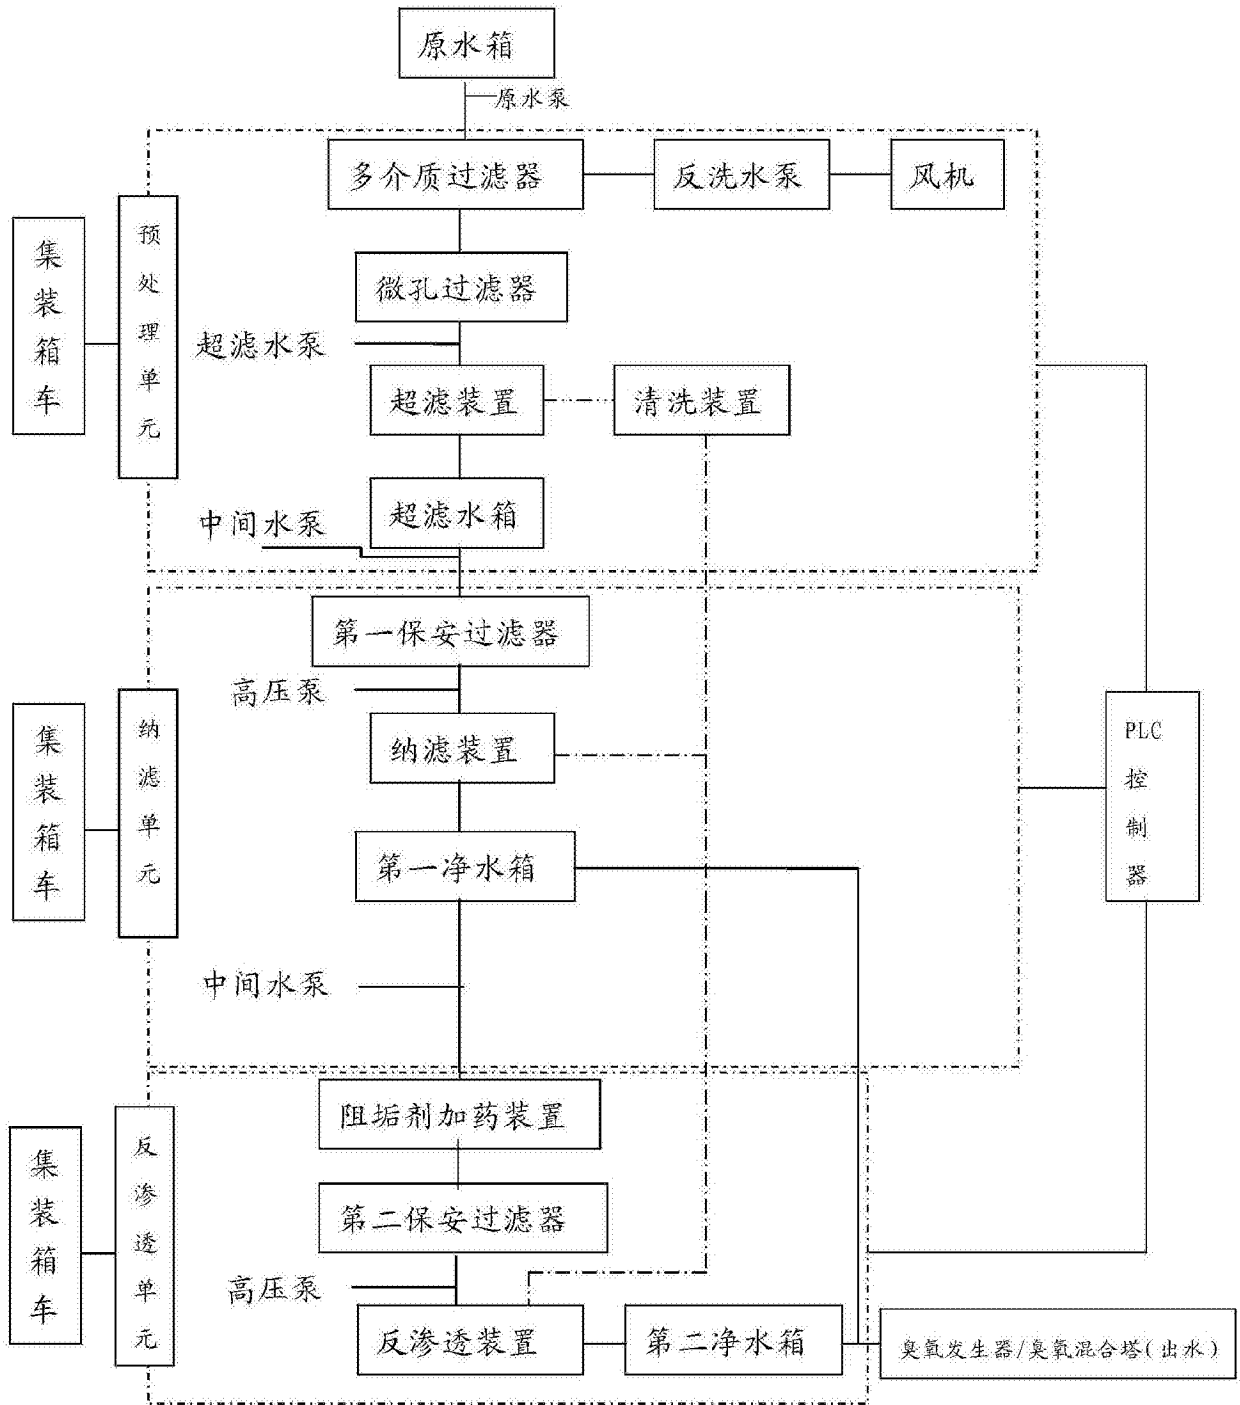 原水箱
原水泵
多介质过滤器
反洗水泵
风机
集装箱车
预处理单元
微孔过滤器
超滤水泵
超滤装置
清洗装置
超滤水箱
中间水泵
第一保安过滤器
高压泵
集装箱车
纳滤单元
纳滤装置
PLC
控制器
第一净水箱
中间水泵
阻垢剂加药装置
集装箱车
反渗透单元
第二保安过滤器
高压泵
反渗透装置
第二净水箱
臭氧发生器/臭氧混合塔(出水)